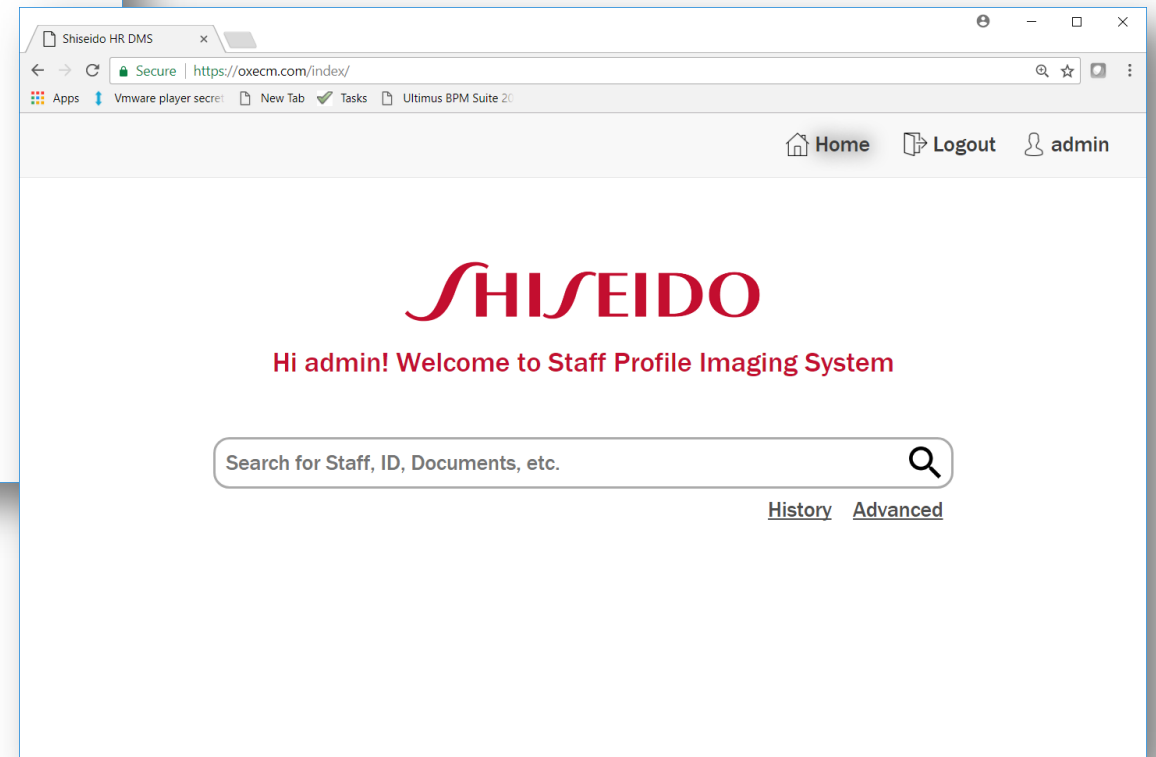 Shiseido HR DMS
Secure https://oxecm.com/index/
Apps Vmware player secret New Tab Tasks Ultimus BPM Suite 20
Home Logout admin
SHISEIDO
Hi admin! Welcome to Staff Profile Imaging System
Search for Staff, ID, Documents, etc.
History Advanced